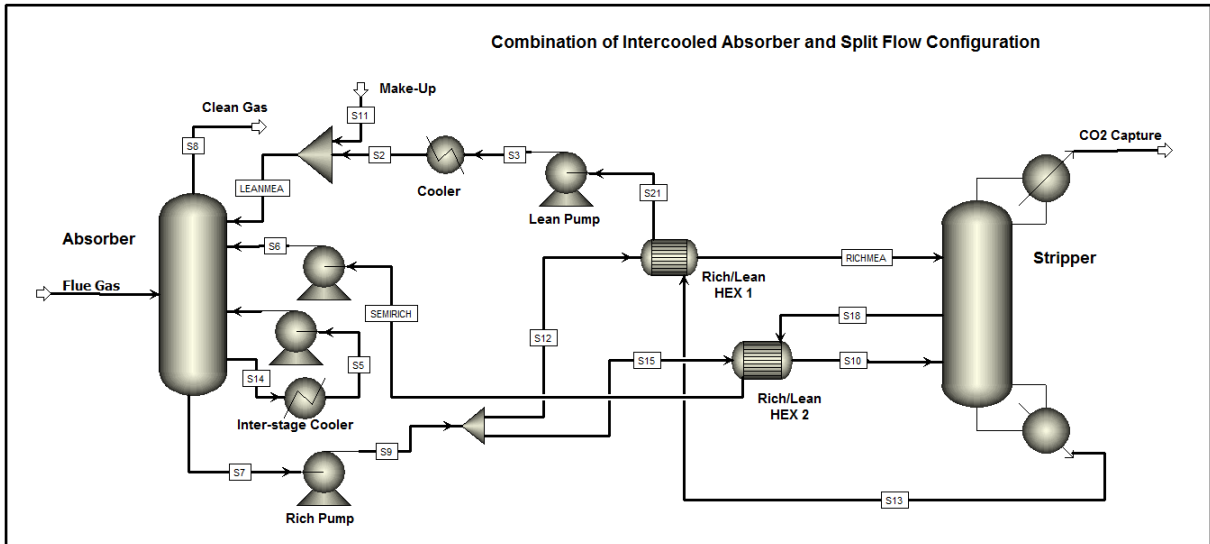 Combination of Intercooled Absorber and Split Flow Configuration
Make-Up
Clean Gas
S11
CO2 Capture
S8
S2
S3
Cooler
LEANMEA
S21
Lean Pump
Absorber
S6
RICHMEA
Stripper
Rich/Lean
HEX 1
Flue Gas
SEMIRICH
S18
S12
S5
S15
S10
S14
Rich/Lean
HEX 2
Inter-stage Cooler
S9
S7
S13
Rich Pump